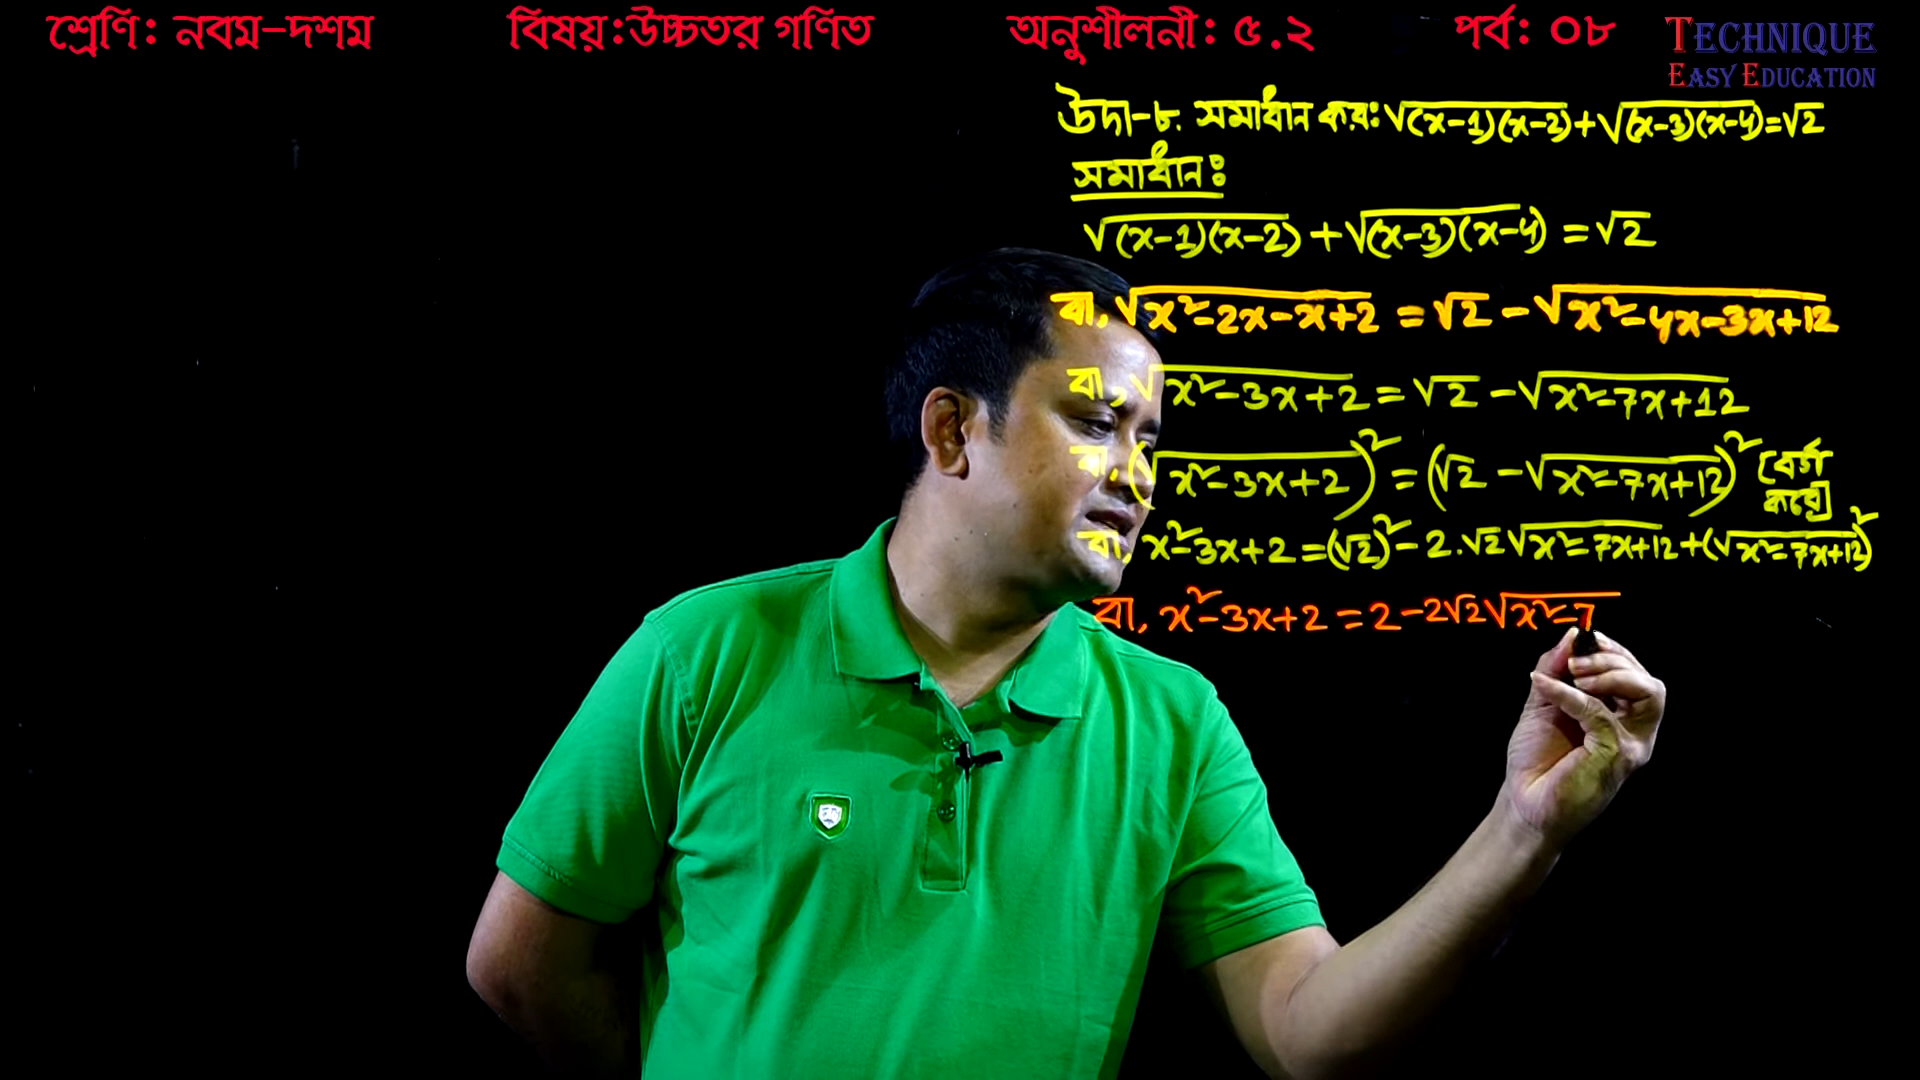 শ্রেণি: নবম-দশম বিষয়:উচ্চতর গণিত অনুশীলনী: ৫.২ পর্ব: ০৮
TECHNIQUE
EASY EDUCATION
উদা-৮. সমাধান কর: √(x-1)(x-2) + √(x-3)(x-4) = √2
সমাধানঃ
√(x-1)(x-2) + √(x-3)(x-4) = √2
বা, √x²-2x-x+2 = √2 - √x²-4x-3x+12
বা, √x²-3x+2 = √2 - √x²-7x+12
বা, (√x²-3x+2)² = (√2 - √x²-7x+12)² [বর্গ করে]
বা, x²-3x+2 = (√2)² - 2.√2√x²-7x+12 + (√x²-7x+12)²
বা, x²-3x+2 = 2-2√2√x²-7